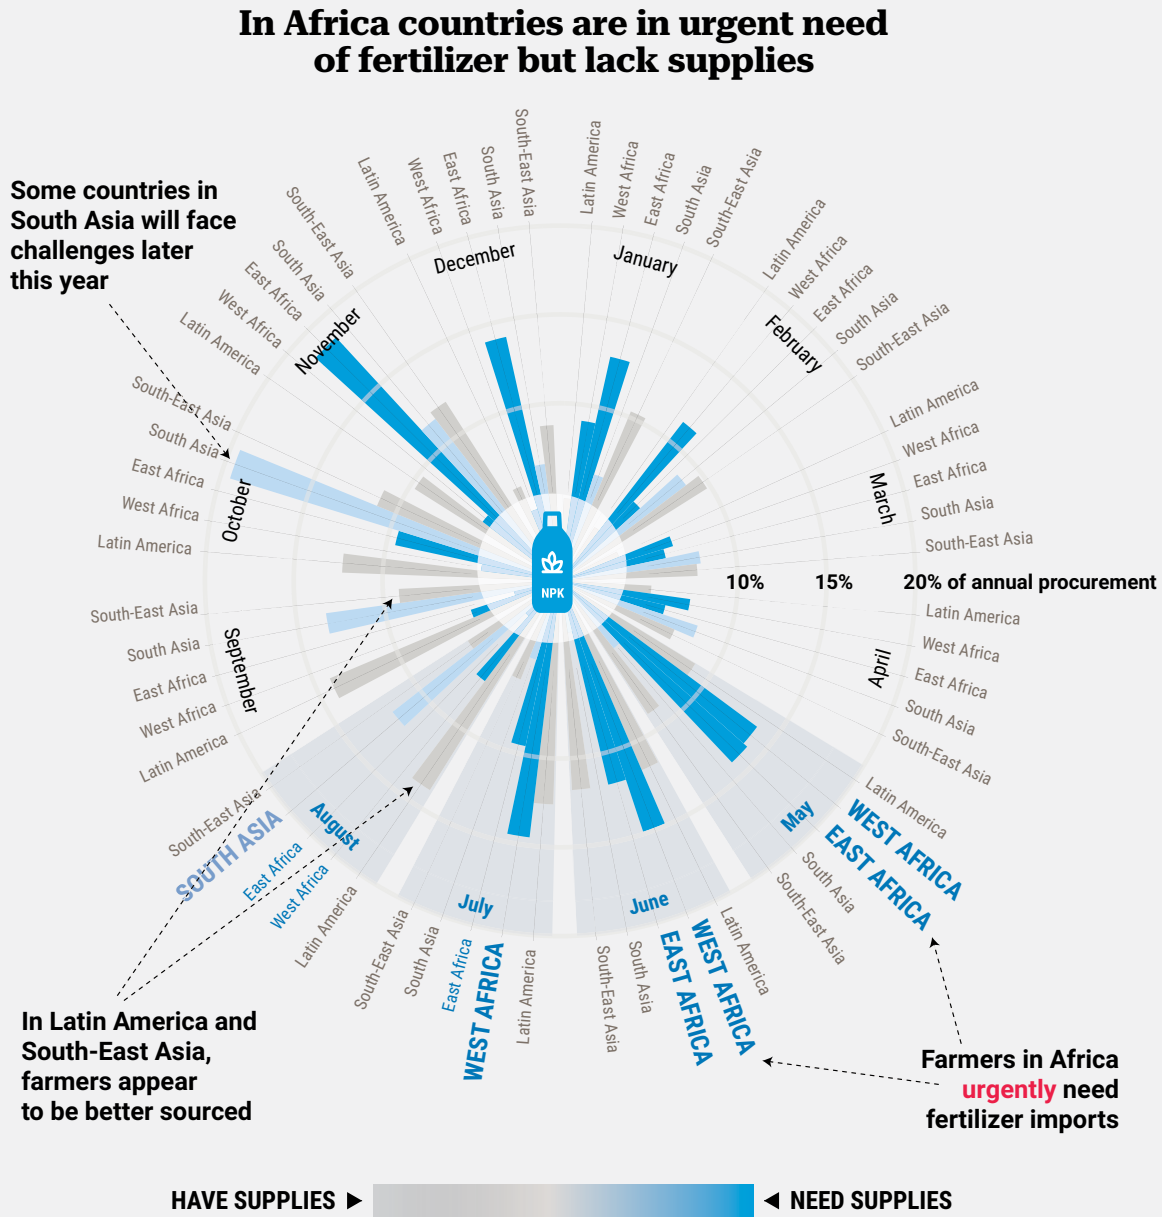 In Africa countries are in urgent need
of fertilizer but lack supplies
Some countries in
South Asia will face
challenges later
this year
January
Latin America
West Africa
East Africa
South Asia
South-East Asia
February
Latin America
West Africa
East Africa
South Asia
South-East Asia
March
Latin America
West Africa
East Africa
South Asia
South-East Asia
10%
15%
20% of annual procurement
April
Latin America
West Africa
East Africa
South Asia
South-East Asia
May
Latin America
WEST AFRICA
EAST AFRICA
South Asia
South-East Asia
June
Latin America
WEST AFRICA
EAST AFRICA
South Asia
South-East Asia
July
Latin America
WEST AFRICA
East Africa
South Asia
South-East Asia
August
Latin America
West Africa
East Africa
SOUTH ASIA
South-East Asia
September
Latin America
West Africa
East Africa
South Asia
South-East Asia
October
Latin America
West Africa
East Africa
South Asia
South-East Asia
November
Latin America
West Africa
East Africa
South Asia
South-East Asia
December
Latin America
West Africa
East Africa
South Asia
South-East Asia
NPK
In Latin America and
South-East Asia,
farmers appear
to be better sourced
Farmers in Africa
urgently need
fertilizer imports
HAVE SUPPLIES
NEED SUPPLIES